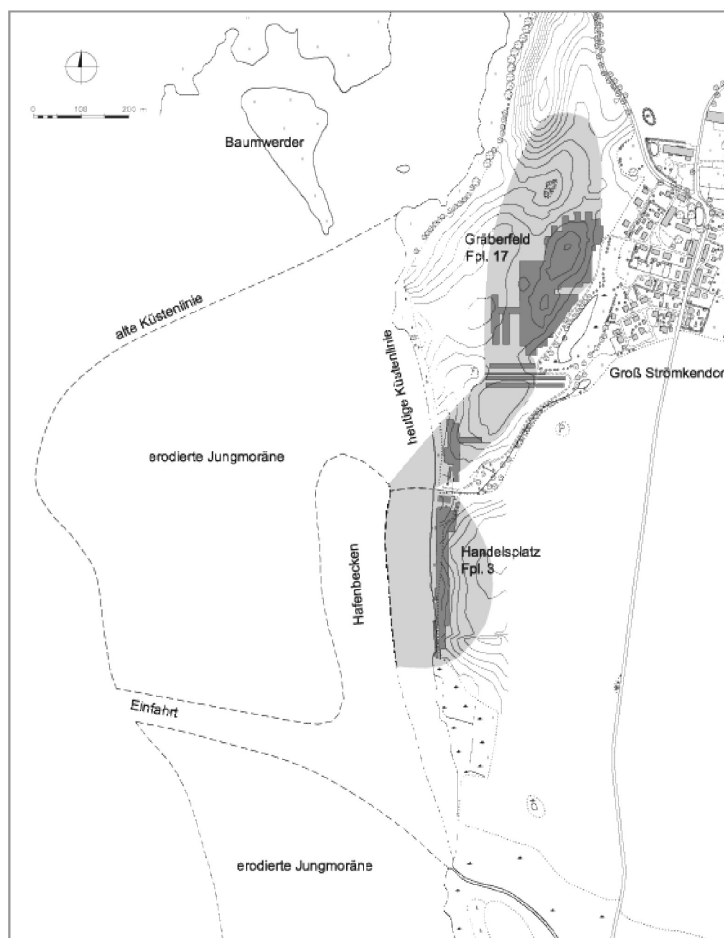 0 100 200 m
Baumwerder
Gräberfeld
Fpl. 17
alte Küstenlinie
heutige Küstenlinie
Groß Strömkendorf
erodierte Jungmoräne
Handelsplatz
Fpl. 3
Hafenbecken
Einfahrt
erodierte Jungmoräne